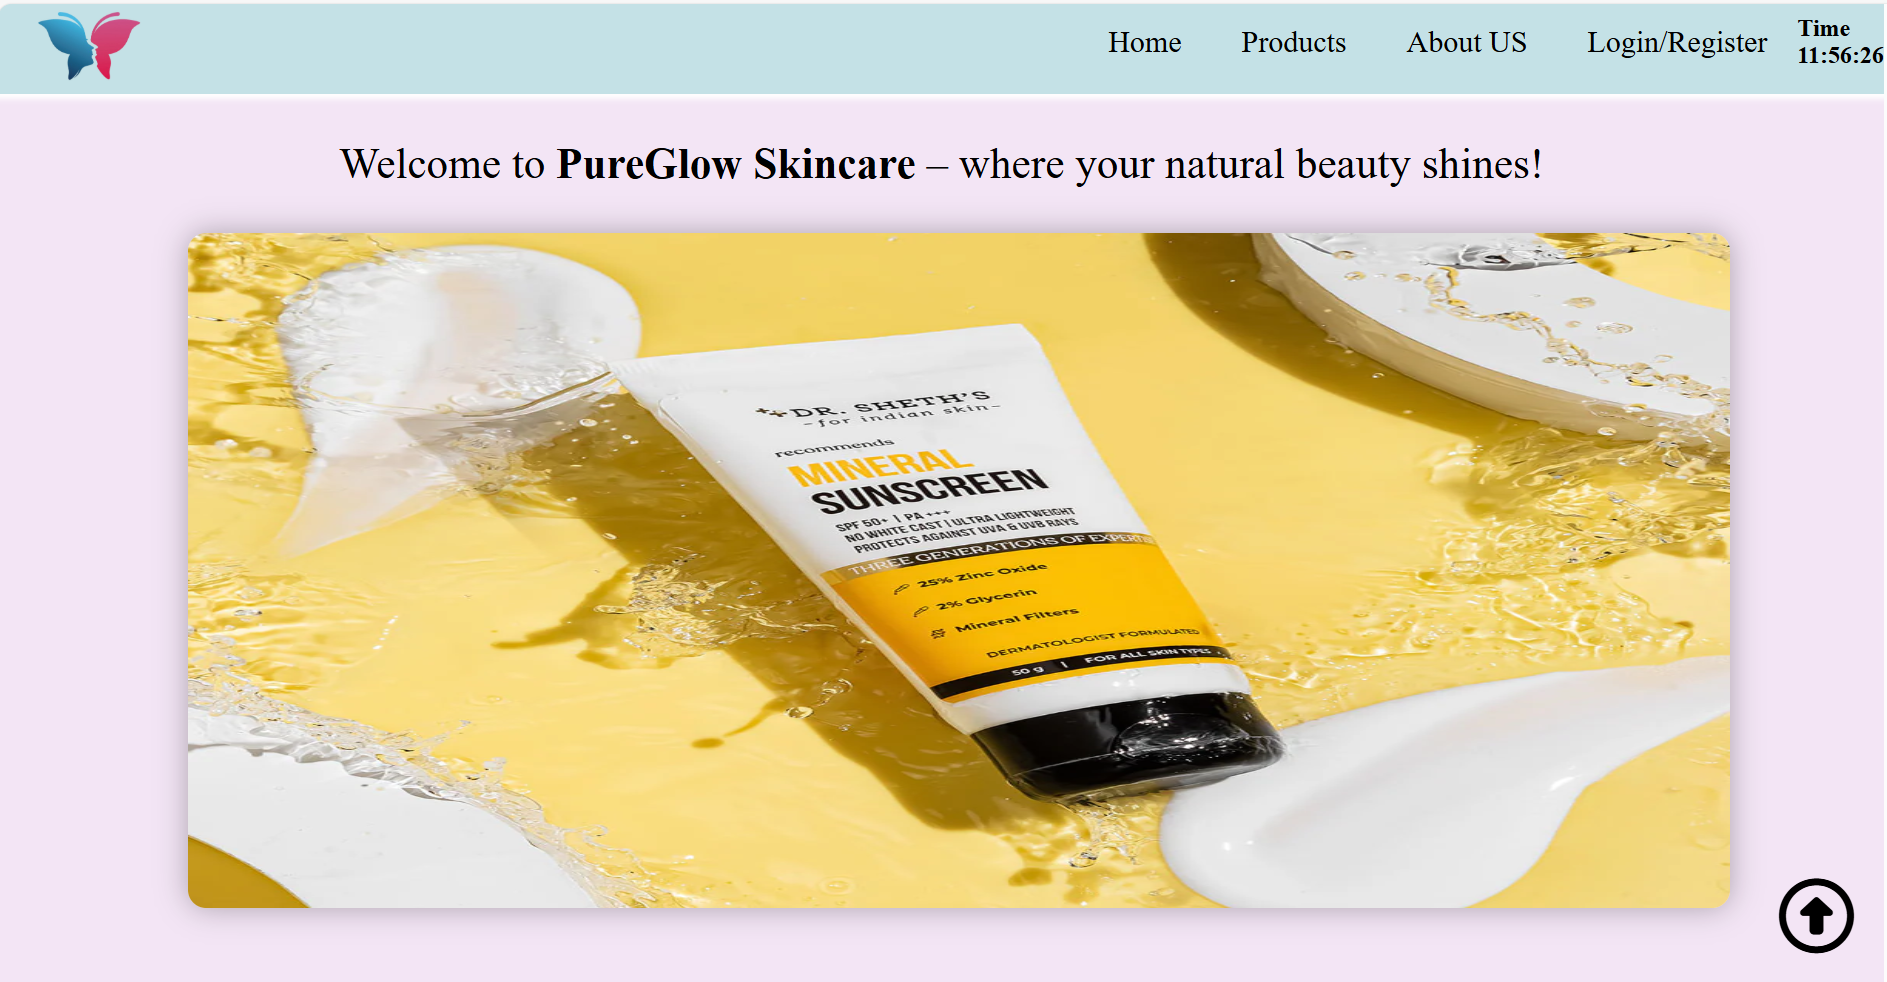 Home Products About US Login/Register Time
11:56:26
Welcome to PureGlow Skincare – where your natural beauty shines!
DR. SHETH'S
-for indian skin-
recommends
MINERAL
SUNSCREEN
SPF 50+ | PA +++
NO WHITE CAST | ULTRA LIGHTWEIGHT
PROTECTS AGAINST UVA & UVB RAYS
THREE GENERATIONS OF EXPERTISE
25% Zinc Oxide
2% Glycerin
Mineral Filters
DERMATOLOGIST FORMULATED
50 g | FOR ALL SKIN TYPES